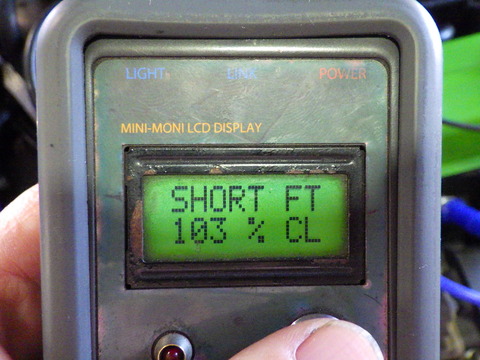 LIGHT LINK POWER
MINI-MONI LCD DISPLAY
SHORT FT
103 % CL